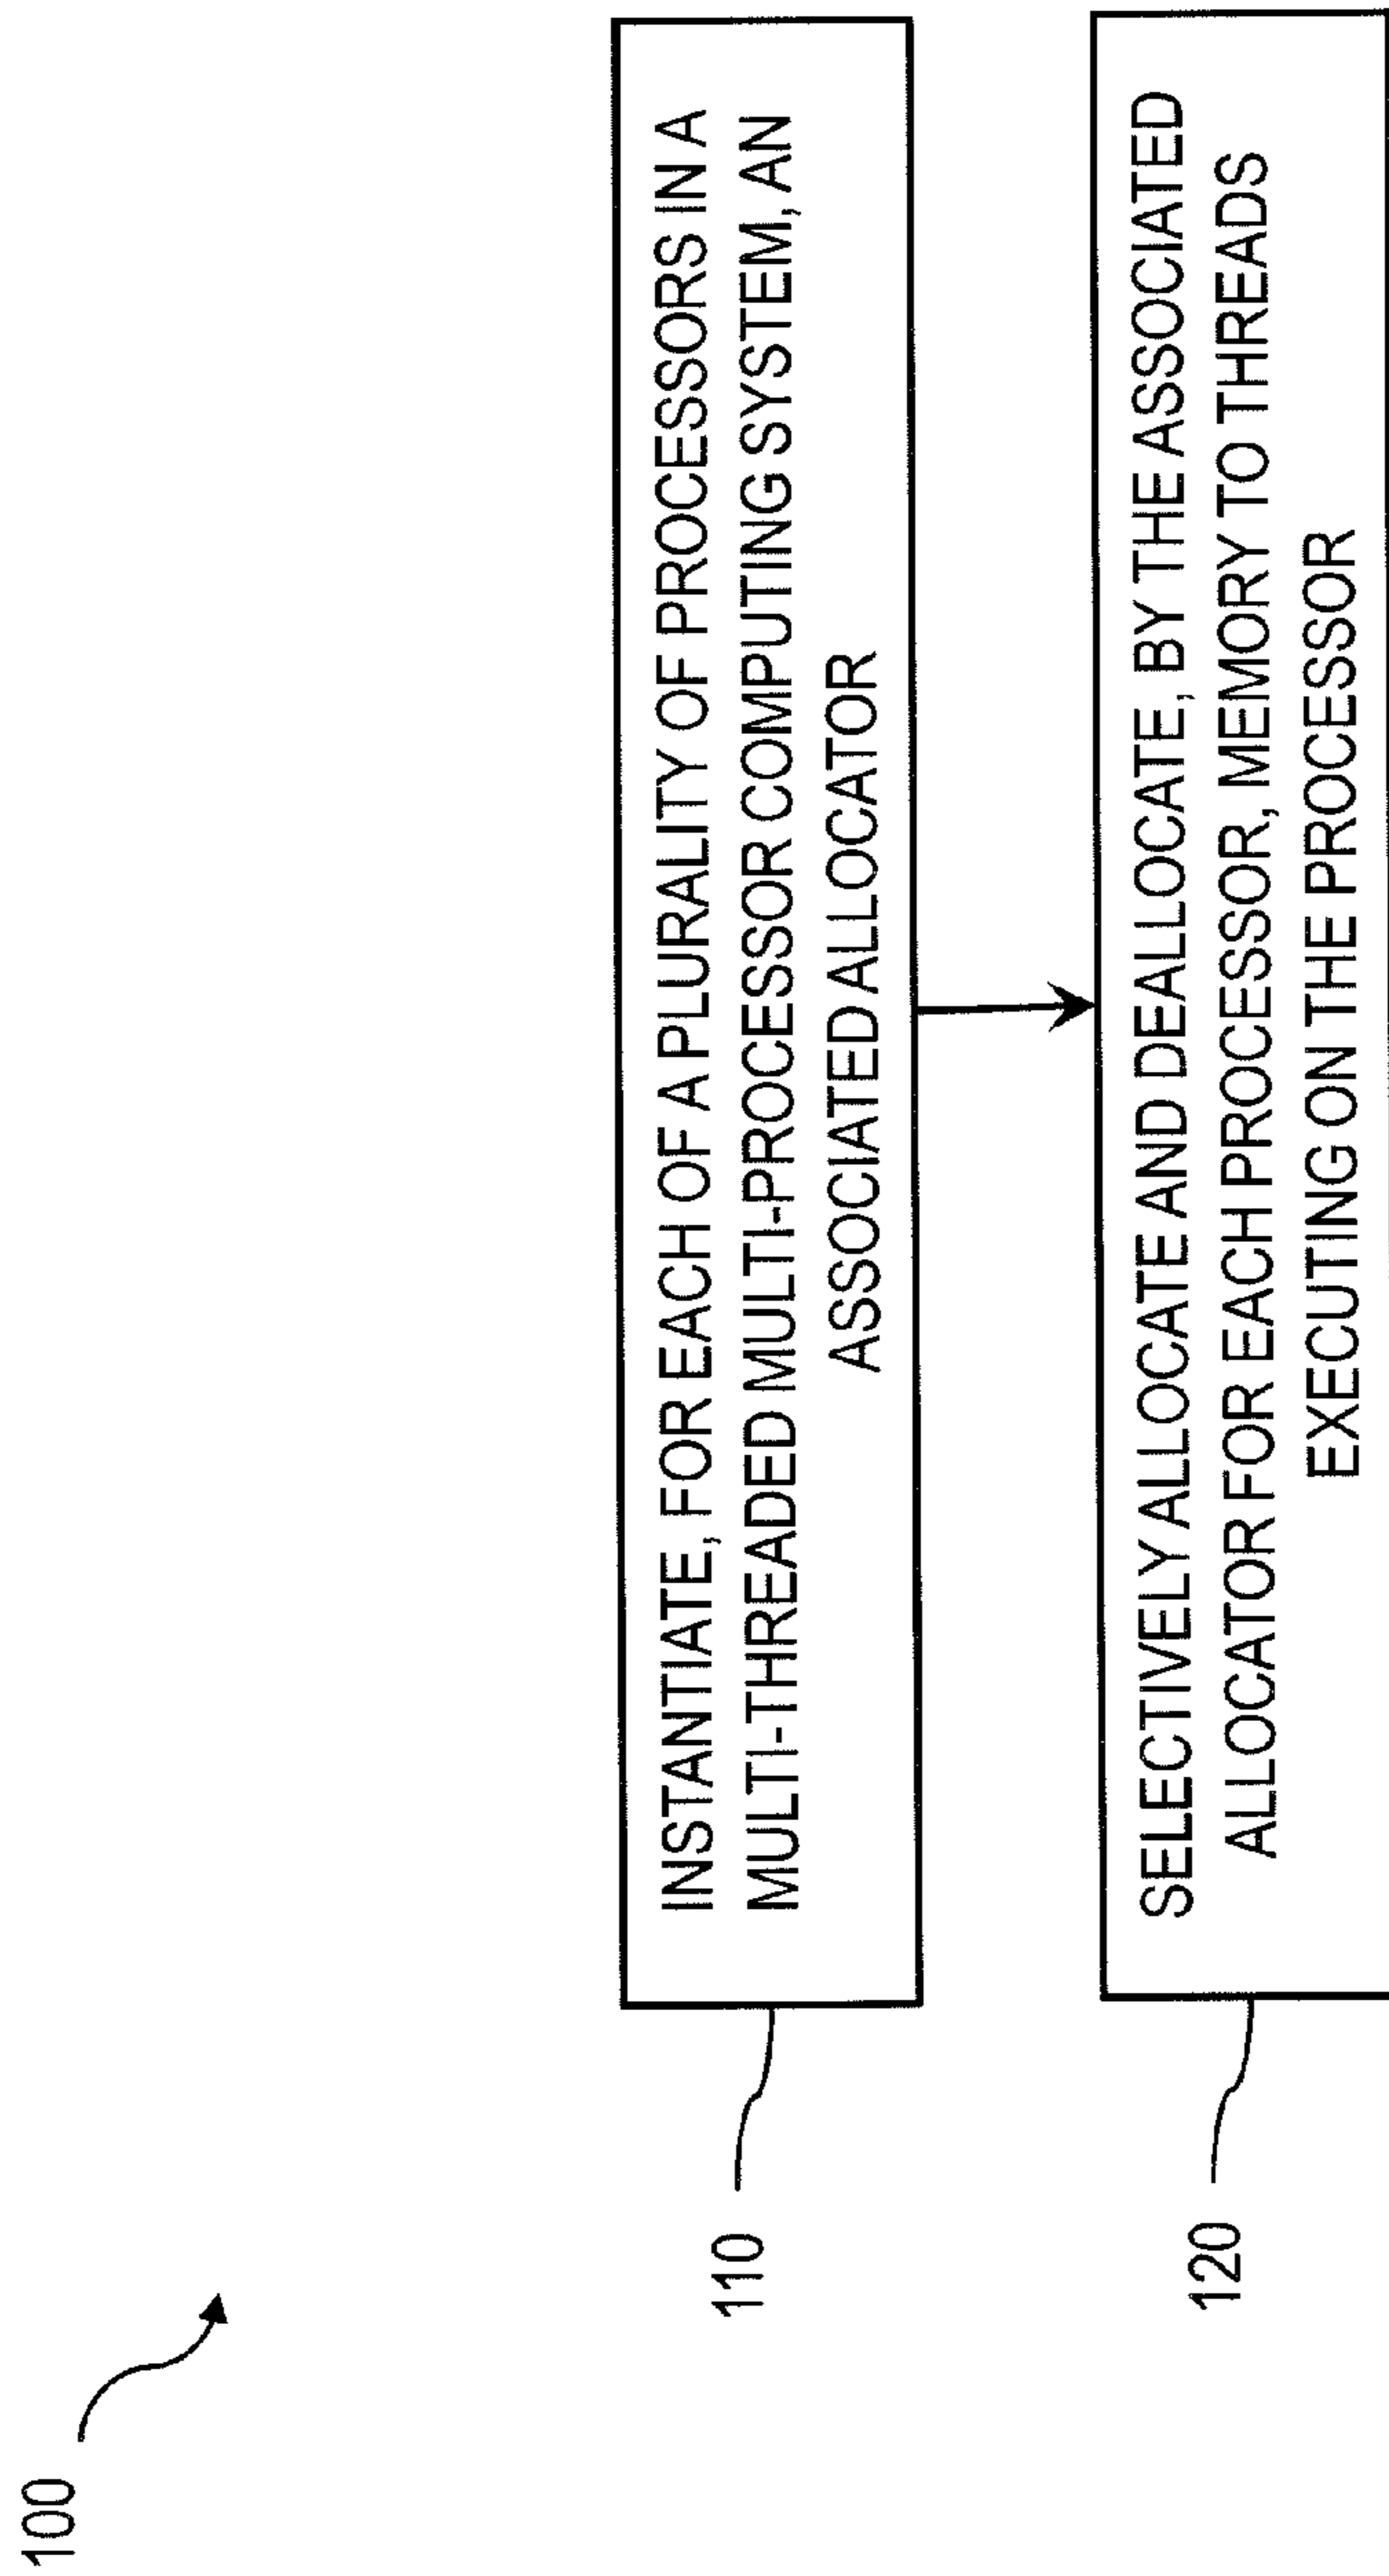 100
110
INSTANTIATE, FOR EACH OF A PLURALITY OF PROCESSORS IN A
MULTI-THREADED MULTI-PROCESSOR COMPUTING SYSTEM, AN
ASSOCIATED ALLOCATOR
120
SELECTIVELY ALLOCATE AND DEALLOCATE, BY THE ASSOCIATED
ALLOCATOR FOR EACH PROCESSOR, MEMORY TO THREADS
EXECUTING ON THE PROCESSOR